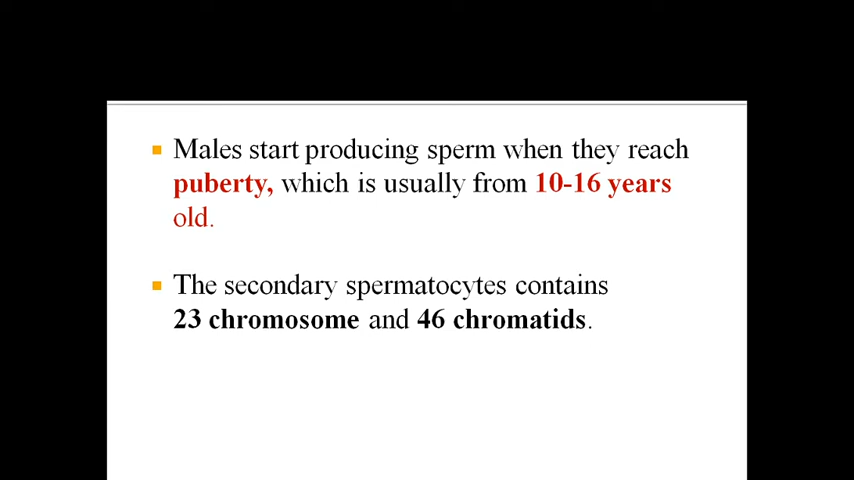 Males start producing sperm when they reach
puberty, which is usually from 10-16 years
old.
The secondary spermatocytes contains
23 chromosome and 46 chromatids.